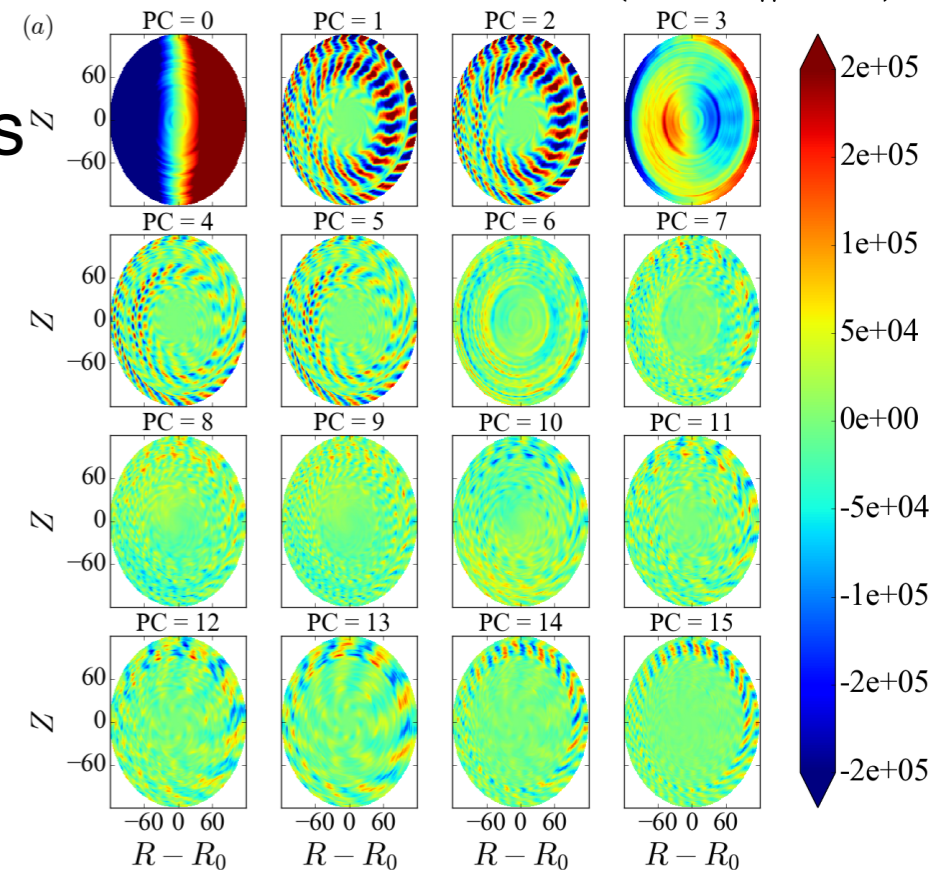 (a)
PC = 0 PC = 1 PC = 2 PC = 3
s
Z
60
0
−60
2e+05
2e+05
1e+05
5e+04
0e+00
-5e+04
-1e+05
-2e+05
-2e+05
PC = 4 PC = 5 PC = 6 PC = 7
Z
60
0
−60
PC = 8 PC = 9 PC = 10 PC = 11
Z
60
0
−60
PC = 12 PC = 13 PC = 14 PC = 15
Z
60
0
−60
−60 0 60 −60 0 60 −60 0 60 −60 0 60
R − R₀ R − R₀ R − R₀ R − R₀